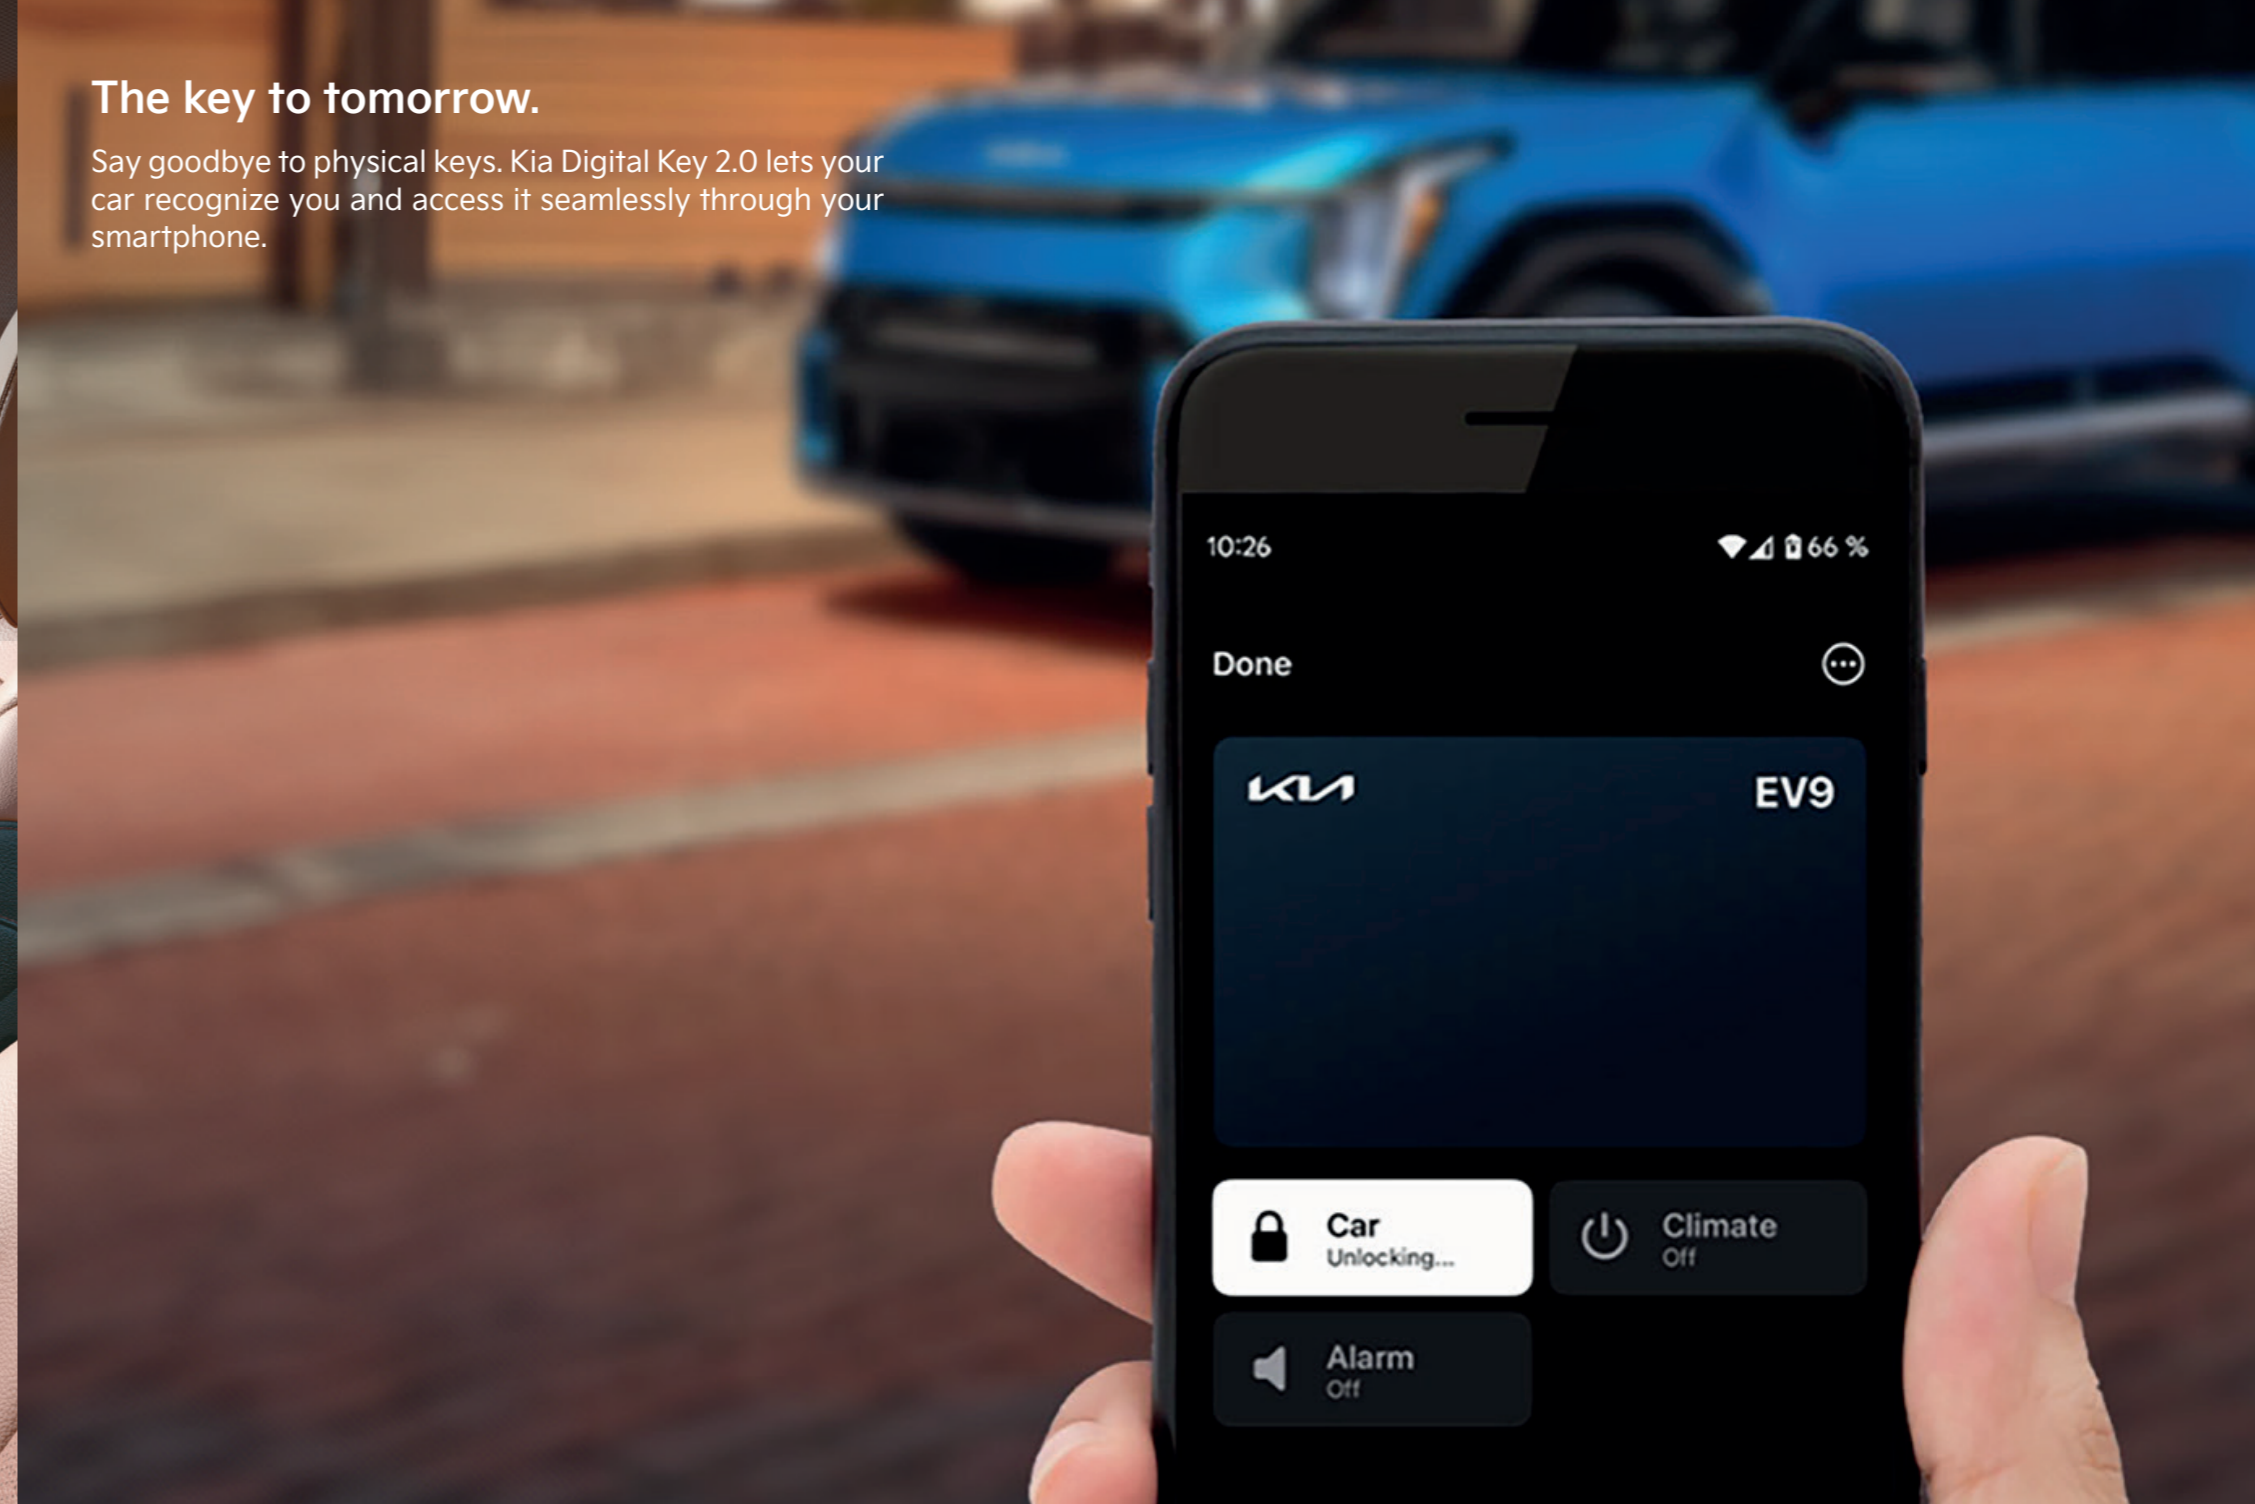 The key to tomorrow.
Say goodbye to physical keys. Kia Digital Key 2.0 lets your
car recognize you and access it seamlessly through your
smartphone.
10:26 66 %
Done
KIA EV9
Car
Unlocking...
Climate
Off
Alarm
Off